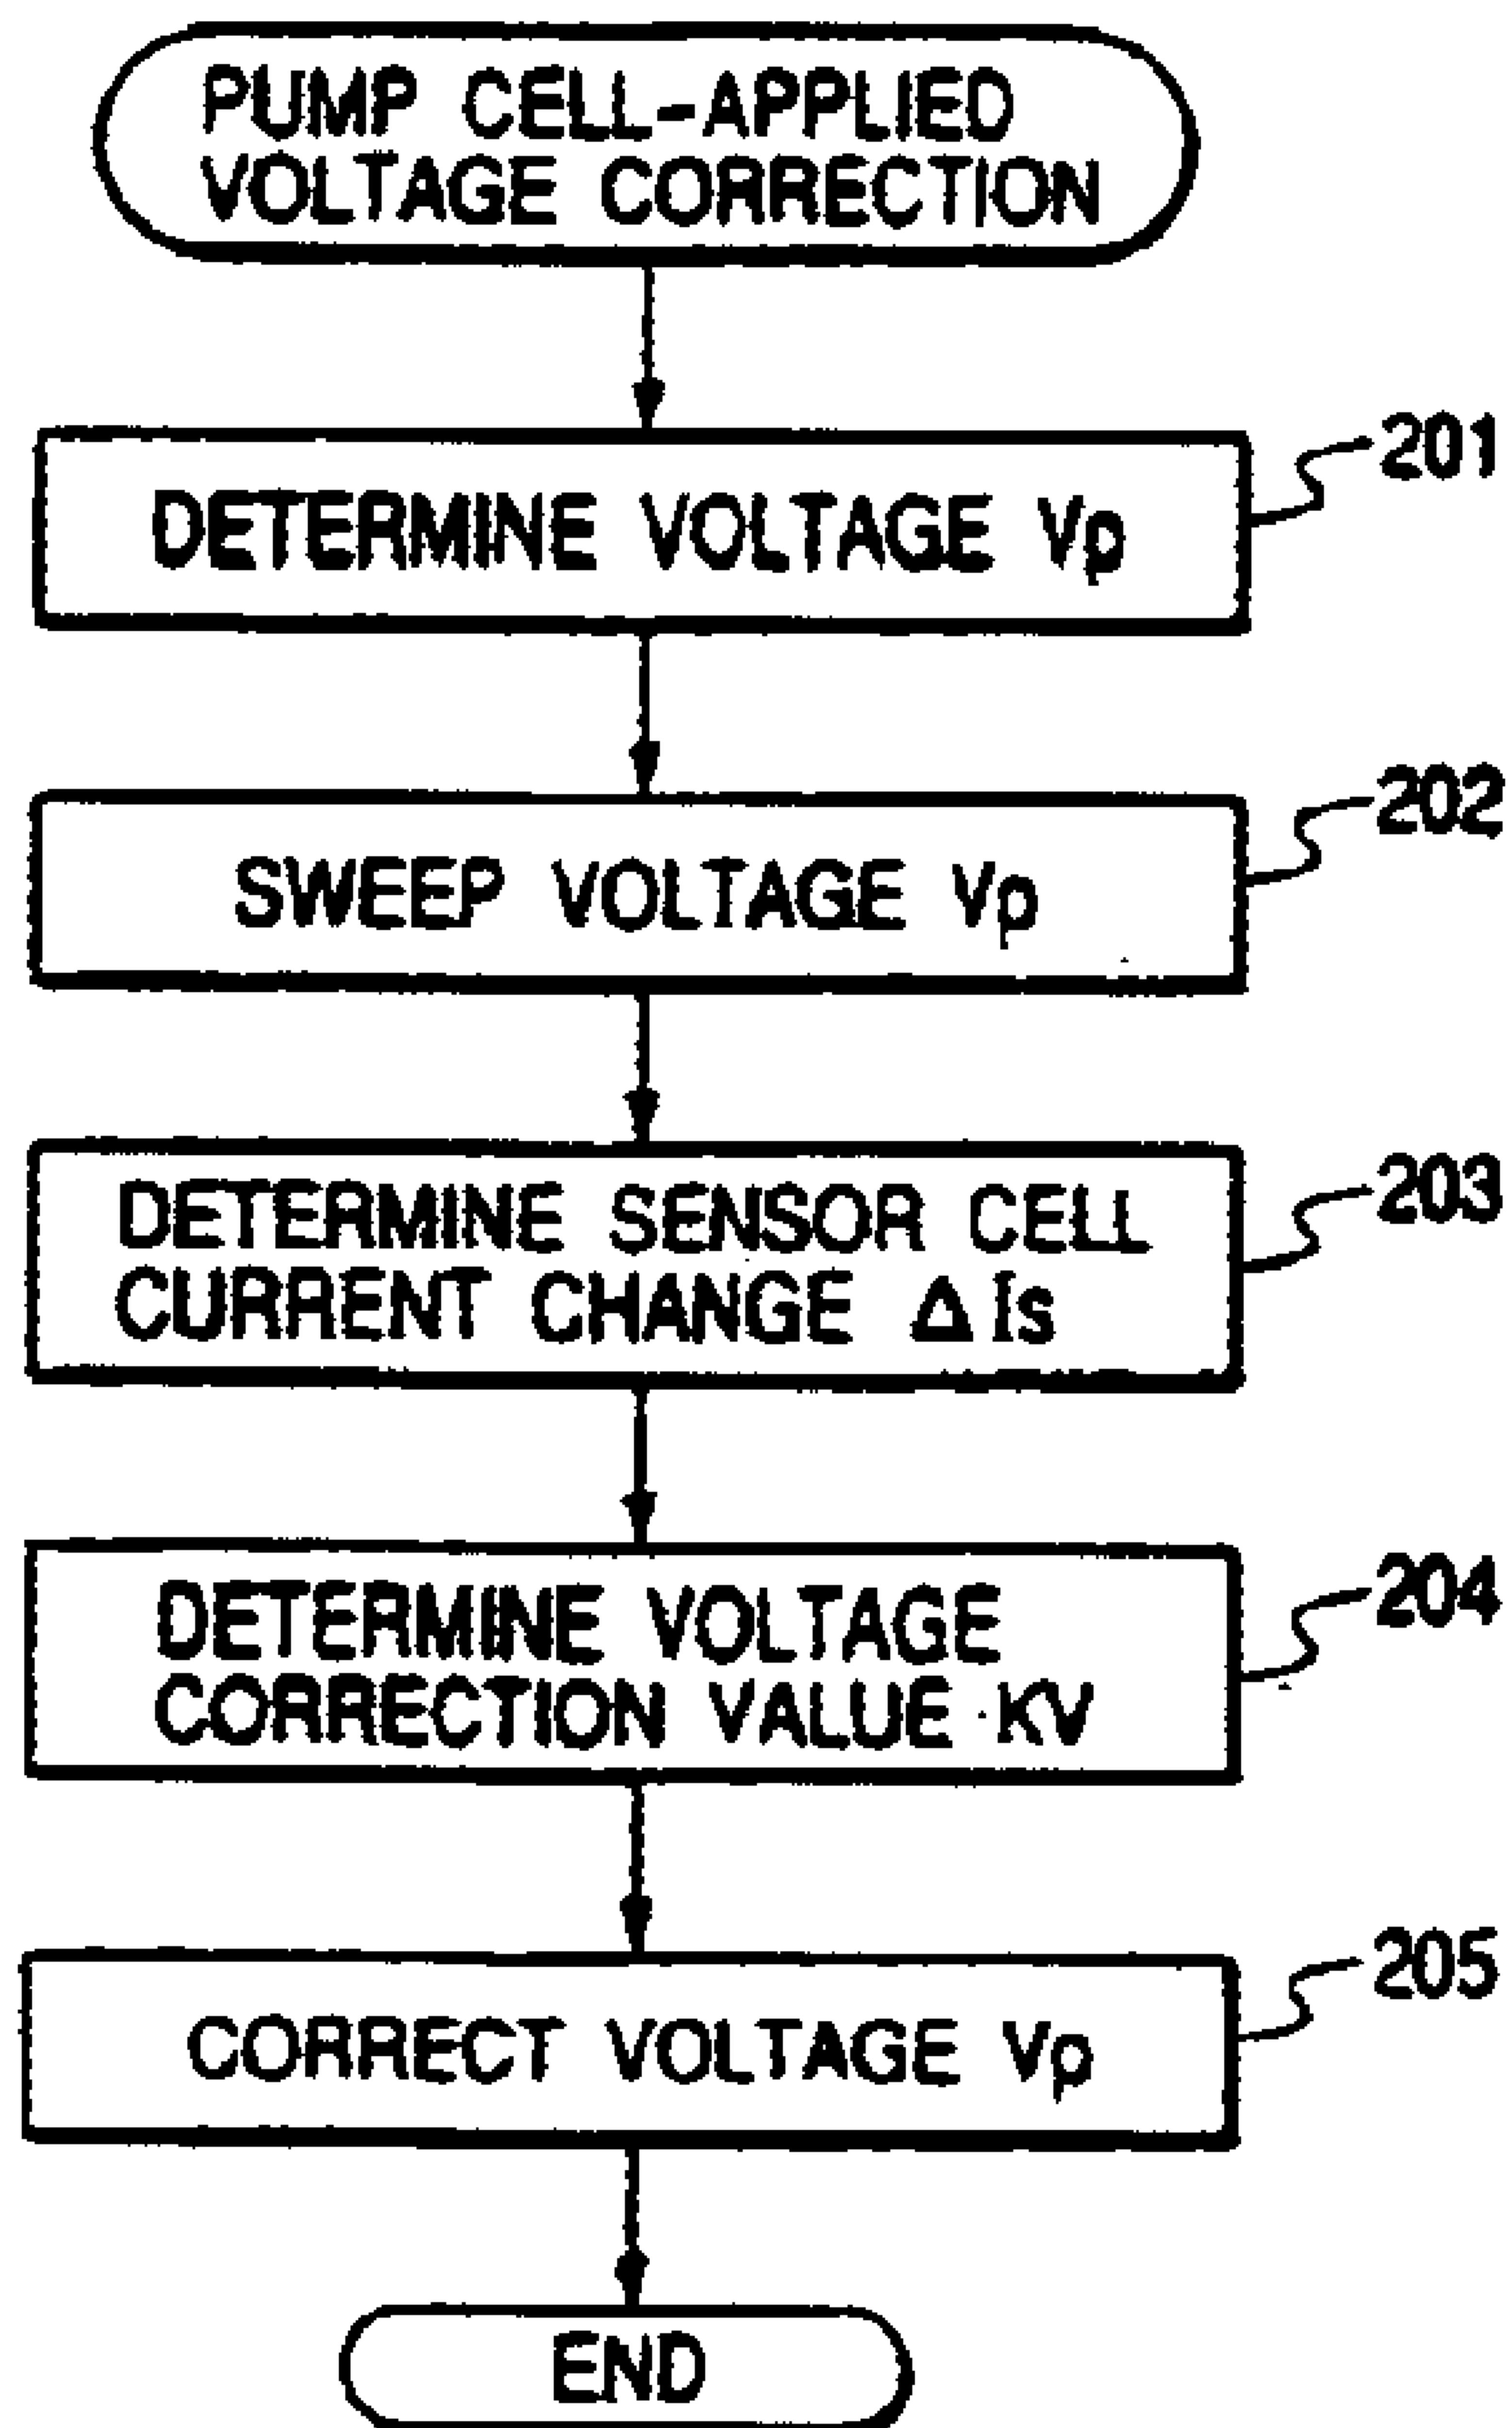 PUMP CELL-APPLIED
VOLTAGE CORRECTION
201
DETERMINE VOLTAGE Vp
202
SWEEP VOLTAGE Vp
203
DETERMINE SENSOR CELL
CURRENT CHANGE Δ Is
204
DETERMINE VOLTAGE
CORRECTION VALUE KV
205
CORRECT VOLTAGE Vp
END